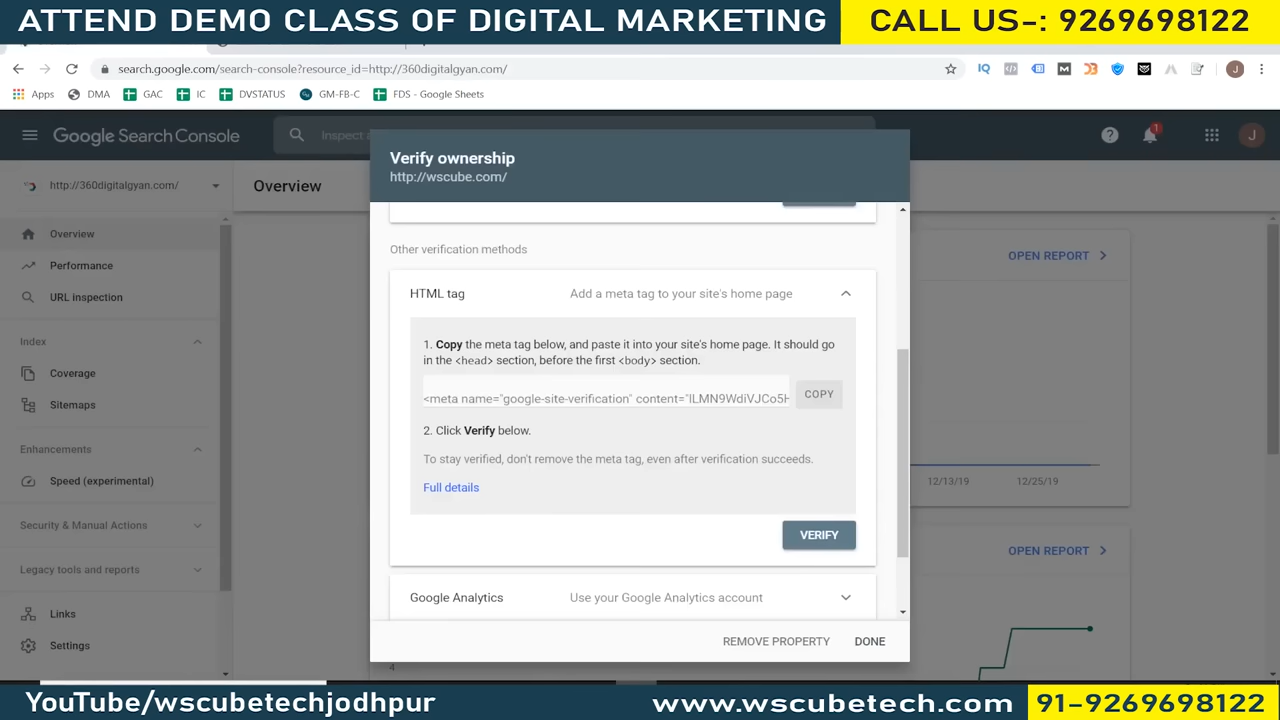 ATTEND DEMO CLASS OF DIGITAL MARKETING
CALL US-: 9269698122
search.google.com/search-console?resource_id=http://360digitalgyan.com/
Apps
DMA
GAC
IC
DVSTATUS
GM-FB-C
FDS - Google Sheets
Google Search Console
Inspect a
1
J
J
http://360digitalgyan.com/
Overview
Overview
Performance
URL inspection
Index
Coverage
Sitemaps
Enhancements
Speed (experimental)
Security & Manual Actions
Legacy tools and reports
Links
Settings
Verify ownership
http://wscube.com/
Other verification methods
HTML tag
Add a meta tag to your site's home page
1. Copy the meta tag below, and paste it into your site's home page. It should go
in the <head> section, before the first <body> section.
<meta name="google-site-verification" content="ILMN9WdiVJCo5H
COPY
2. Click Verify below.
To stay verified, don't remove the meta tag, even after verification succeeds.
Full details
VERIFY
Google Analytics
Use your Google Analytics account
REMOVE PROPERTY
DONE
OPEN REPORT
12/13/19
12/25/19
OPEN REPORT
4
YouTube/wscubetechjodhpur
www.wscubetech.com
91-9269698122